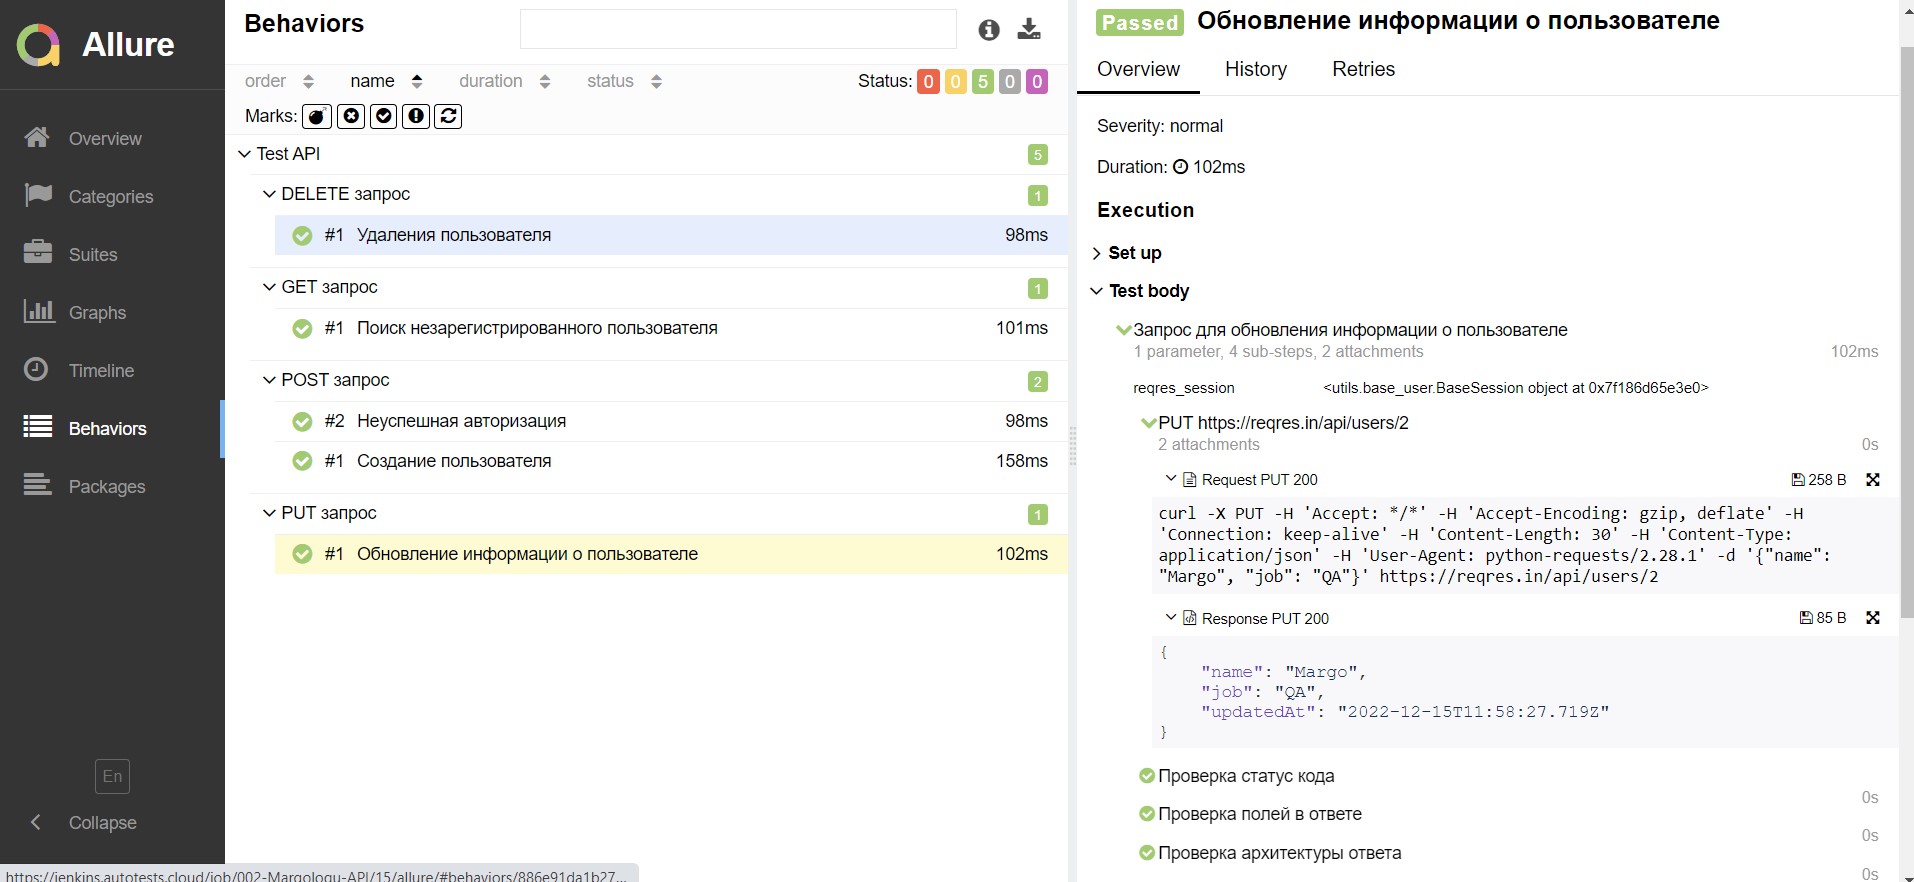 Allure
Overview
Categories
Suites
Graphs
Timeline
Behaviors
Packages
En
Collapse
Behaviors
order name duration status Status: 0 0 5 0 0
Marks:
Test API 5
DELETE запрос 1
#1 Удаления пользователя 98ms
GET запрос 1
#1 Поиск незарегистрированного пользователя 101ms
POST запрос 2
#2 Неуспешная авторизация 98ms
#1 Создание пользователя 158ms
PUT запрос 1
#1 Обновление информации о пользователе 102ms
Passed Обновление информации о пользователе
Overview History Retries
Severity: normal
Duration: 102ms
Execution
Set up
Test body
Запрос для обновления информации о пользователе
1 parameter, 4 sub-steps, 2 attachments 102ms
reqres_session <utils.base_user.BaseSession object at 0x7f186d65e3e0>
PUT https://reqres.in/api/users/2
2 attachments 0s
Request PUT 200 258 B
curl -X PUT -H 'Accept: */*' -H 'Accept-Encoding: gzip, deflate' -H
'Connection: keep-alive' -H 'Content-Length: 30' -H 'Content-Type:
application/json' -H 'User-Agent: python-requests/2.28.1' -d '{"name":
"Margo", "job": "QA"}' https://reqres.in/api/users/2
Response PUT 200 85 B
{
"name": "Margo",
"job": "QA",
"updatedAt": "2022-12-15T11:58:27.719Z"
}
Проверка статус кода
0s
Проверка полей в ответе
0s
Проверка архитектуры ответа
0s
https://jenkins.autotests.cloud/job/002-Margology-API/15/allure/#behaviors/886e91da1b27...